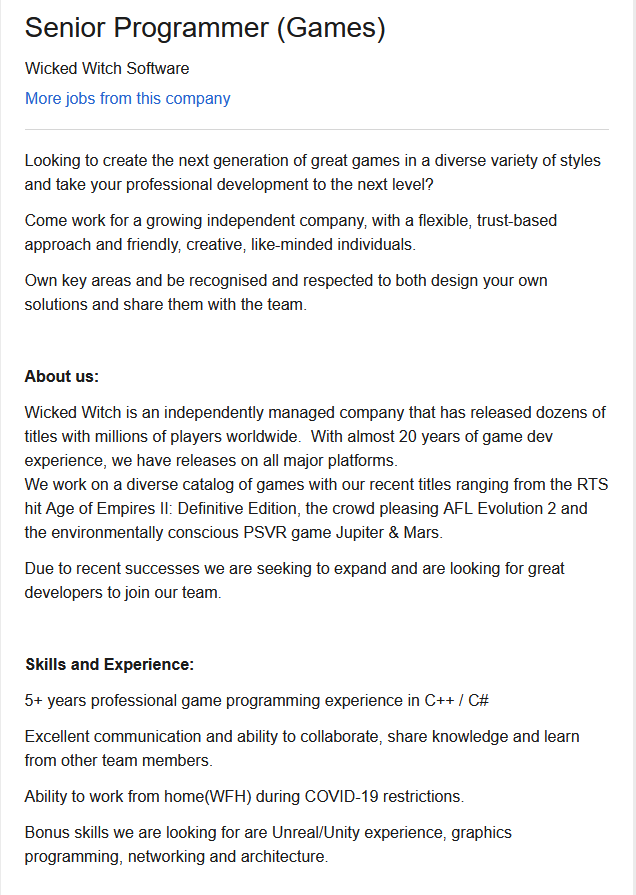 Senior Programmer (Games)
Wicked Witch Software
More jobs from this company
Looking to create the next generation of great games in a diverse variety of styles
and take your professional development to the next level?
Come work for a growing independent company, with a flexible, trust-based
approach and friendly, creative, like-minded individuals.
Own key areas and be recognised and respected to both design your own
solutions and share them with the team.
About us:
Wicked Witch is an independently managed company that has released dozens of
titles with millions of players worldwide.  With almost 20 years of game dev
experience, we have releases on all major platforms.
We work on a diverse catalog of games with our recent titles ranging from the RTS
hit Age of Empires II: Definitive Edition, the crowd pleasing AFL Evolution 2 and
the environmentally conscious PSVR game Jupiter & Mars.
Due to recent successes we are seeking to expand and are looking for great
developers to join our team.
Skills and Experience:
5+ years professional game programming experience in C++ / C#
Excellent communication and ability to collaborate, share knowledge and learn
from other team members.
Ability to work from home(WFH) during COVID-19 restrictions.
Bonus skills we are looking for are Unreal/Unity experience, graphics
programming, networking and architecture.